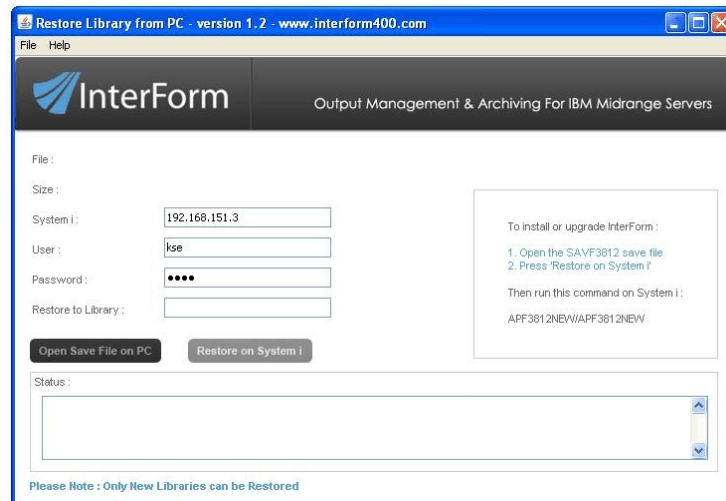 Restore Library from PC - version 1.2 - www.interform400.com
File Help
InterForm
Output Management & Archiving For IBM Midrange Servers
File :
Size :
System i : 192.168.151.3
User : kse
Password : ••••
Restore to Library :
To install or upgrade InterForm :
1. Open the SAVF3812 save file
2. Press 'Restore on System i'
Then run this command on System i :
APF3812NEW/APF3812NEW
Open Save File on PC
Restore on System i
Status :
Please Note : Only New Libraries can be Restored